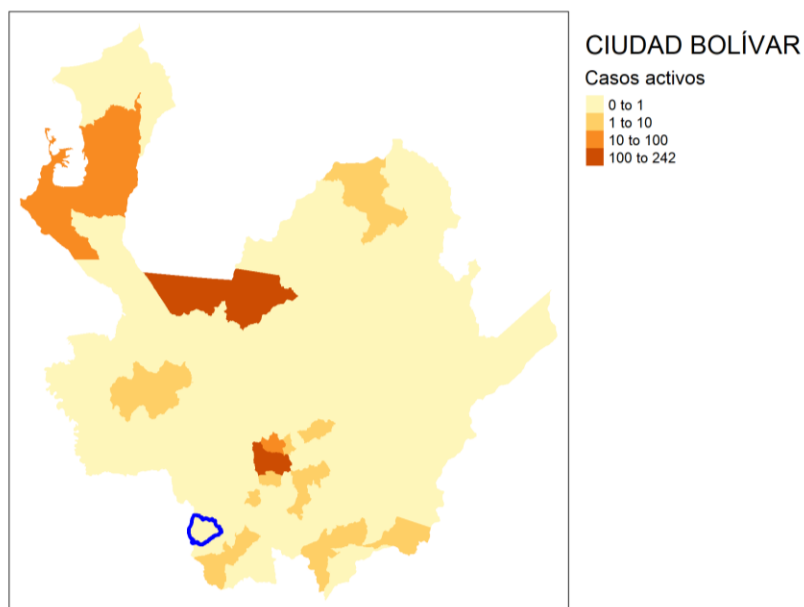 CIUDAD BOLÍVAR
Casos activos
0 to 1
1 to 10
10 to 100
100 to 242